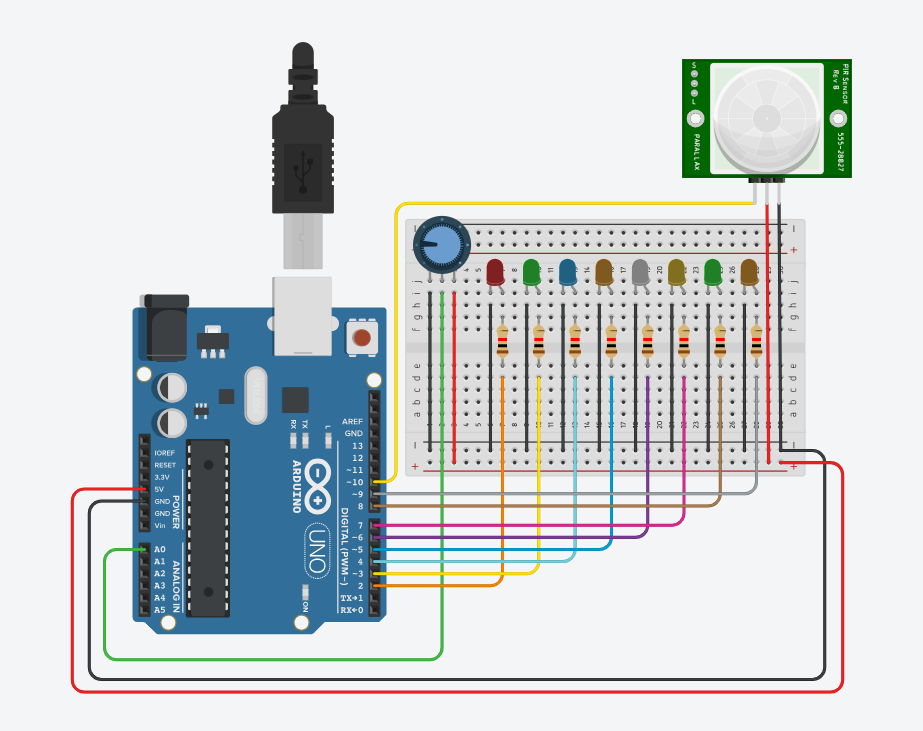 S
L
PARALLAX
PIR SENSOR
REV B
555-28027
IOREF
RESET
3.3V
5V
GND
GND
Vin
POWER
A0
A1
A2
A3
A4
A5
ANALOG IN
RX
TX
L
ARDUINO
UNO
ON
AREF
GND
13
12
~11
~10
~9
8
7
~6
~5
4
~3
2
TX→1
RX←0
DIGITAL (PWM~)
j
i
h
g
f
e
d
c
b
a
j
i
h
g
f
e
d
c
b
a